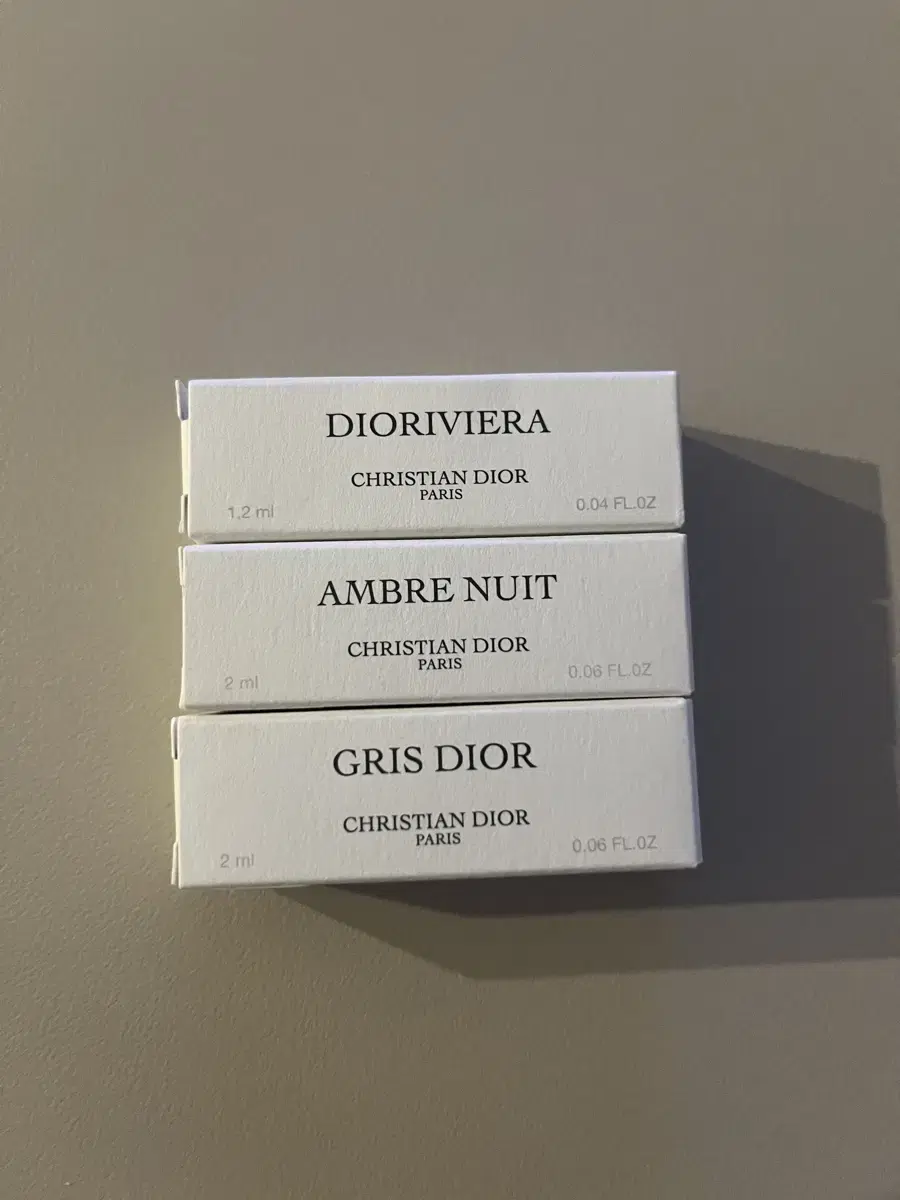 DIORIVIERA
CHRISTIAN DIOR
PARIS
1,2 ml 0.04 FL.OZ
AMBRE NUIT
CHRISTIAN DIOR
PARIS
2 ml 0.06 FL.OZ
GRIS DIOR
CHRISTIAN DIOR
PARIS
2 ml 0.06 FL.OZ